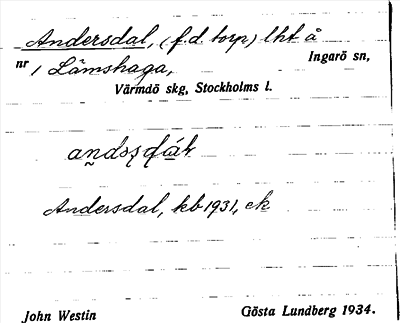 Andersdal, (f.d. torp) lht å
nr 1 Lämshaga, Ingarö sn,
Värmdö skg, Stockholms l.
Andersdal, kb 1931, ek
John Westin Gösta Lundberg 1934.